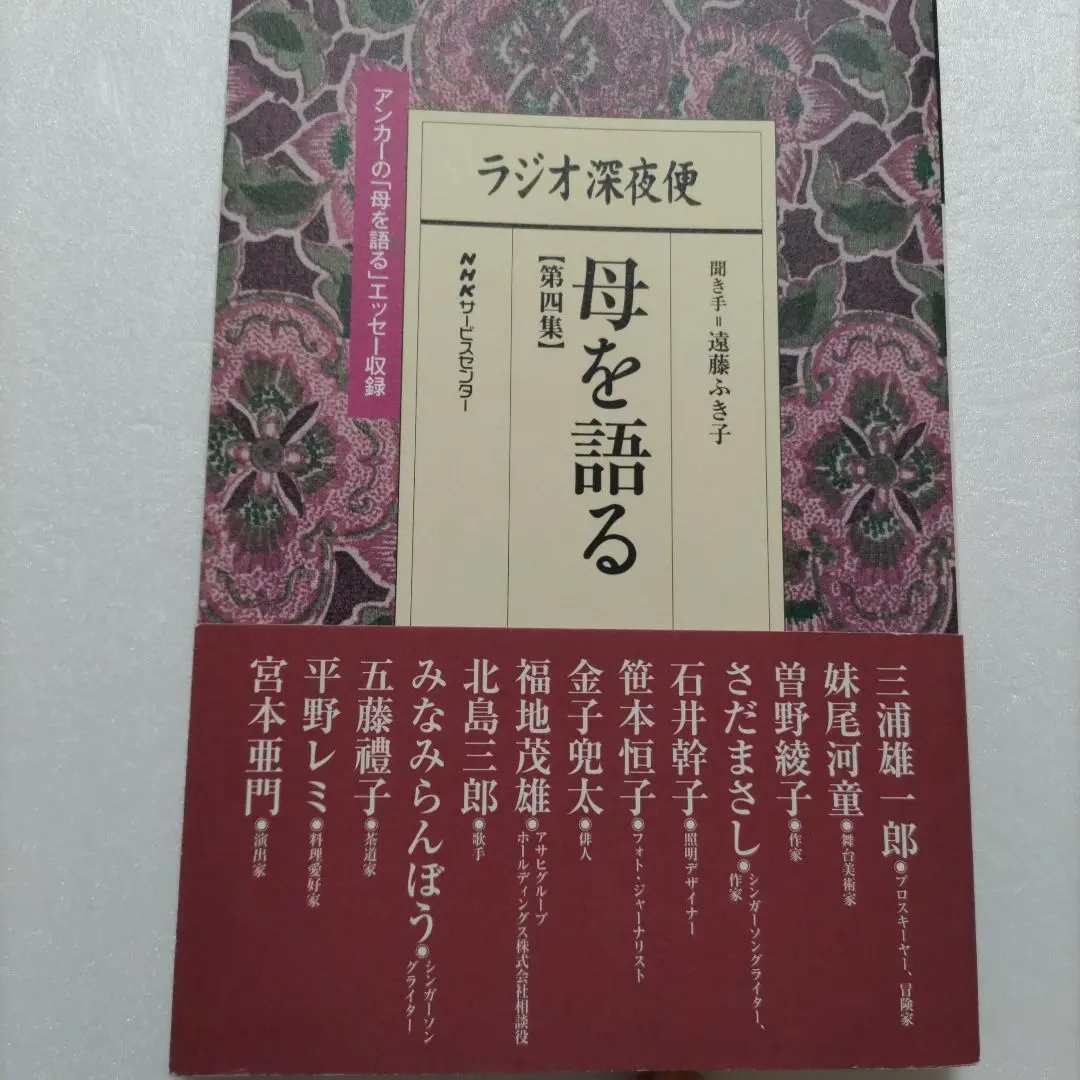 ラジオ深夜便
聞き手=遠藤ふき子
母を語る
【第四集】
NHKサービスセンター
アンカーの「母を語る」エッセー収録
三浦雄一郎●プロスキーヤー、冒険家
妹尾河童●舞台美術家
曽野綾子●作家
さだまさし●シンガーソングライター、
作家
石井幹子●照明デザイナー
笹本恒子●フォト・ジャーナリスト
金子兜太●俳人
福地茂雄●アサヒグループ
ホールディングス株式会社相談役
北島三郎●歌手
みなみらんぼう●シンガーソン
グライター
五藤禮子●茶道家
平野レミ●料理愛好家
宮本亜門●演出家